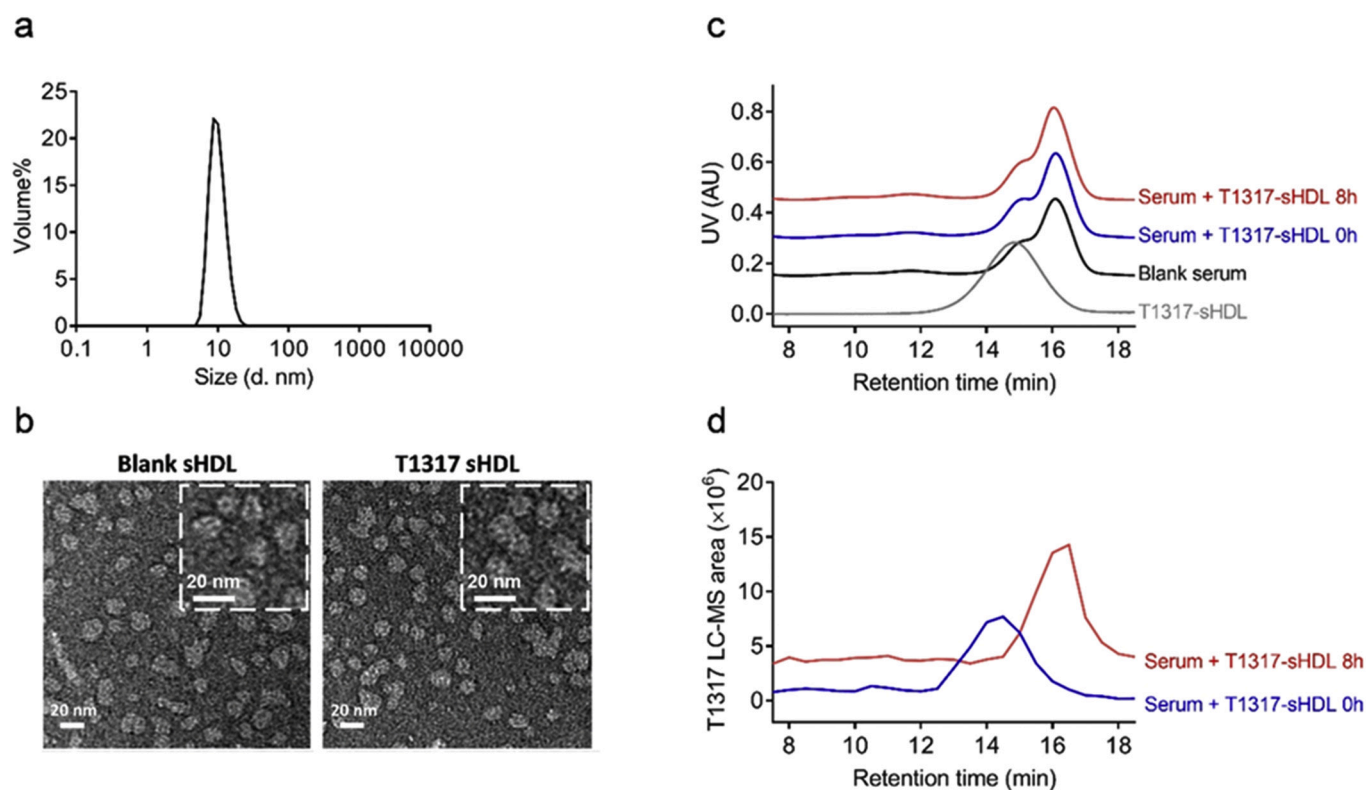 a
25
20
15
10
5
0
Volume%
0.1 1 10 100 1000 10000
Size (d. nm)
b
Blank sHDL
T1317 sHDL
20 nm
20 nm
20 nm
20 nm
c
0.8
0.6
0.4
0.2
0.0
UV (AU)
8 10 12 14 16 18
Retention time (min)
Serum + T1317-sHDL 8h
Serum + T1317-sHDL 0h
Blank serum
T1317-sHDL
d
20
15
10
5
0
T1317 LC-MS area (×10⁶)
8 10 12 14 16 18
Retention time (min)
Serum + T1317-sHDL 8h
Serum + T1317-sHDL 0h